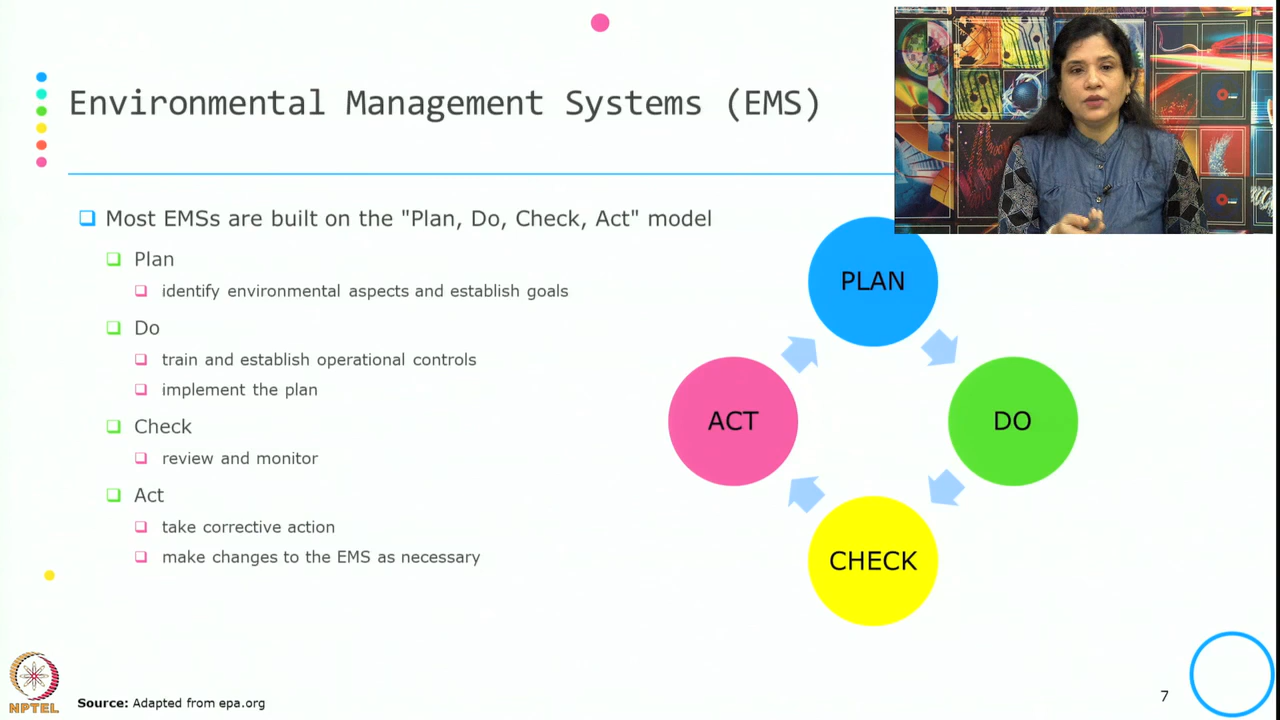 Environmental Management Systems (EMS)
Most EMSs are built on the "Plan, Do, Check, Act" model
Plan
identify environmental aspects and establish goals
Do
train and establish operational controls
implement the plan
Check
review and monitor
Act
take corrective action
make changes to the EMS as necessary
PLAN
DO
CHECK
ACT
NPTEL
Source: Adapted from epa.org
7